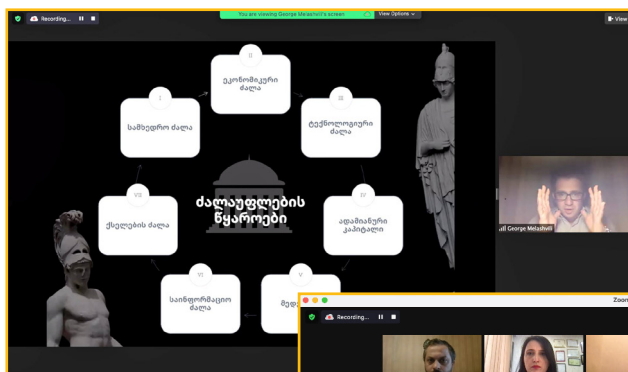 Recording...
You are viewing George Melashvili's screen
View Options
View
II
ეკონომიკური
ძალა
I
სამხედრო ძალა
III
ტექნოლოგიური
ძალა
ძალაუფლების
წყაროები
VII
ქსელების ძალა
IV
ადამიანური
კაპიტალი
George Melashvili
VI
საინფორმაციო
ძალა
V
Recording...